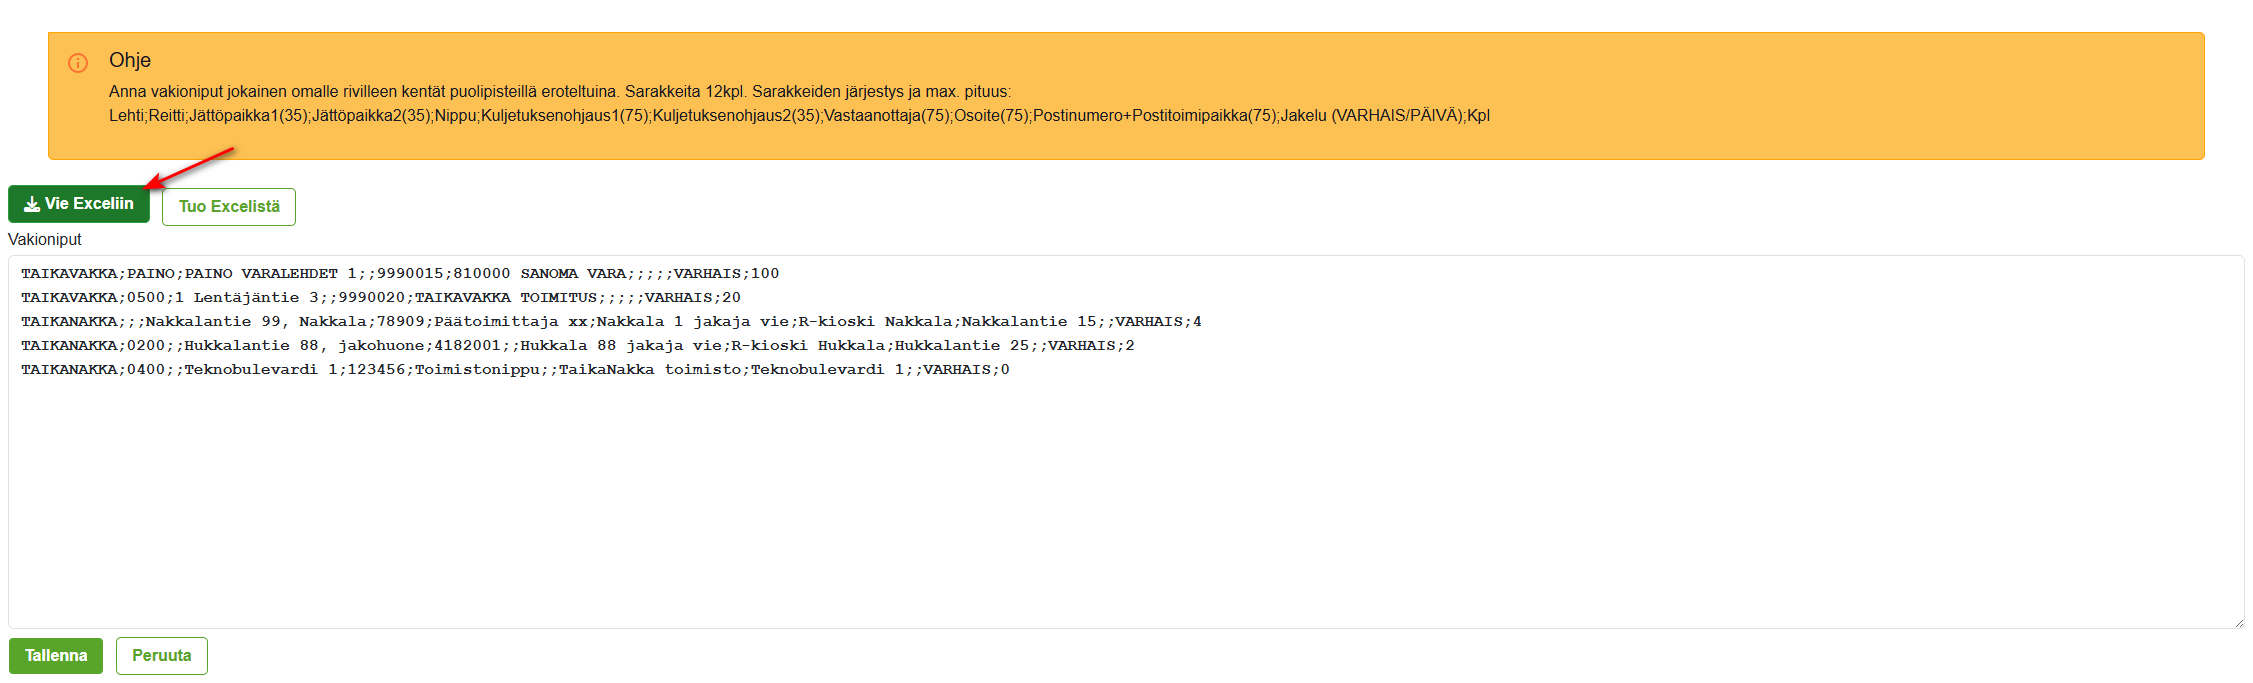 Ohje
Anna vakioniput jokainen omalle rivilleen kentät puolipisteillä eroteltuina. Sarakkeita 12kpl. Sarakkeiden järjestys ja max. pituus:
Lehti;Reitti;Jättöpaikka1(35);Jättöpaikka2(35);Nippu;Kuljetuksenohjaus1(75);Kuljetuksenohjaus2(35);Vastaanottaja(75);Osoite(75);Postinumero+Postitoimipaikka(75);Jakelu (VARHAIS/PÄIVÄ);Kpl
Vie Exceliin
Tuo Excelistä
Vakioniput
TAIKAVAKKA;PAINO;PAINO VARALEHDET 1;;9990015;810000 SANOMA VARA;;;;;VARHAIS;100
TAIKAVAKKA;0500;1 Lentäjäntie 3;;9990020;TAIKAVAKKA TOIMITUS;;;;;VARHAIS;20
TAIKANAKKA;;;Nakkalantie 99, Nakkala;78909;Päätoimittaja xx;Nakkala 1 jakaja vie;R-kioski Nakkala;Nakkalantie 15;;VARHAIS;4
TAIKANAKKA;0200;;Hukkalantie 88, jakohuone;4182001;;Hukkala 88 jakaja vie;R-kioski Hukkala;Hukkalantie 25;;VARHAIS;2
TAIKANAKKA;0400;;Teknobulevardi 1;123456;Toimistonippu;;TaikaNakka toimisto;Teknobulevardi 1;;VARHAIS;0
Tallenna
Peruuta